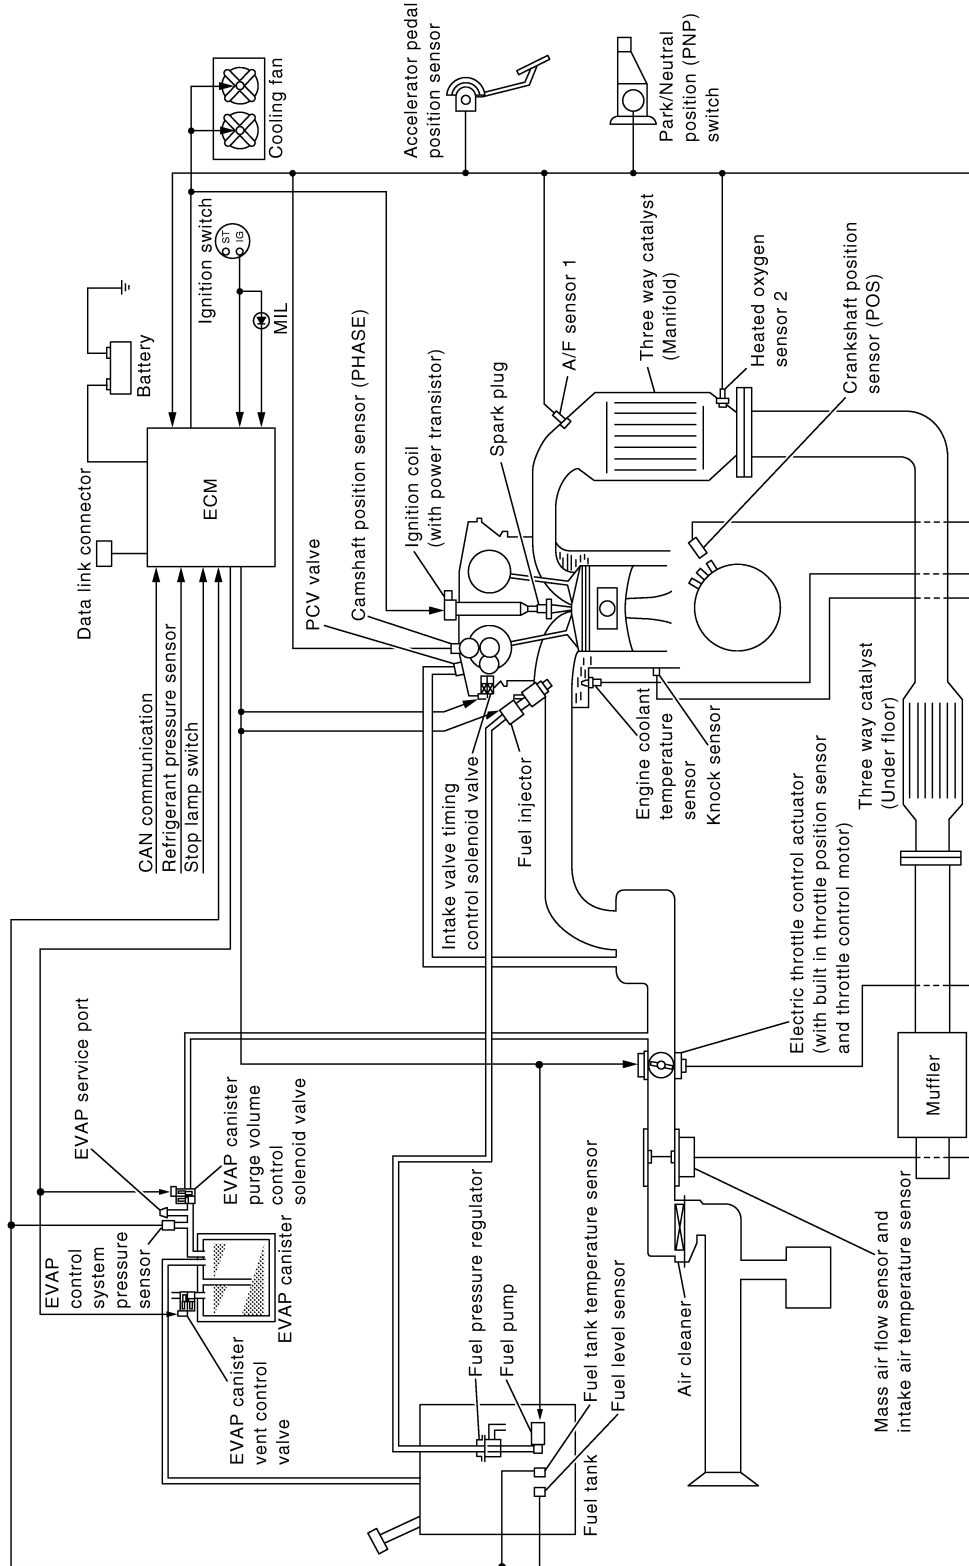 Cooling fan
Accelerator pedal
position sensor
Park/Neutral
position (PNP)
switch
Ignition switch
ST
IG
MIL
Battery
Data link connector
ECM
CAN communication
Refrigerant pressure sensor
Stop lamp switch
PCV valve
Camshaft position sensor (PHASE)
Ignition coil
(with power transistor)
Spark plug
A/F sensor 1
Three way catalyst
(Manifold)
Heated oxygen
sensor 2
Crankshaft position
sensor (POS)
Intake valve timing
control solenoid valve
Fuel injector
Engine coolant
temperature
sensor
Knock sensor
Electric throttle control actuator
(with built in throttle position sensor
and throttle control motor)
Three way catalyst
(Under floor)
Muffler
EVAP service port
EVAP canister
purge volume
control
solenoid valve
EVAP
control
system
pressure
sensor
EVAP canister
EVAP canister
vent control
valve
Fuel pressure regulator
Fuel pump
Fuel tank temperature sensor
Fuel level sensor
Fuel tank
Air cleaner
Mass air flow sensor and
intake air temperature sensor